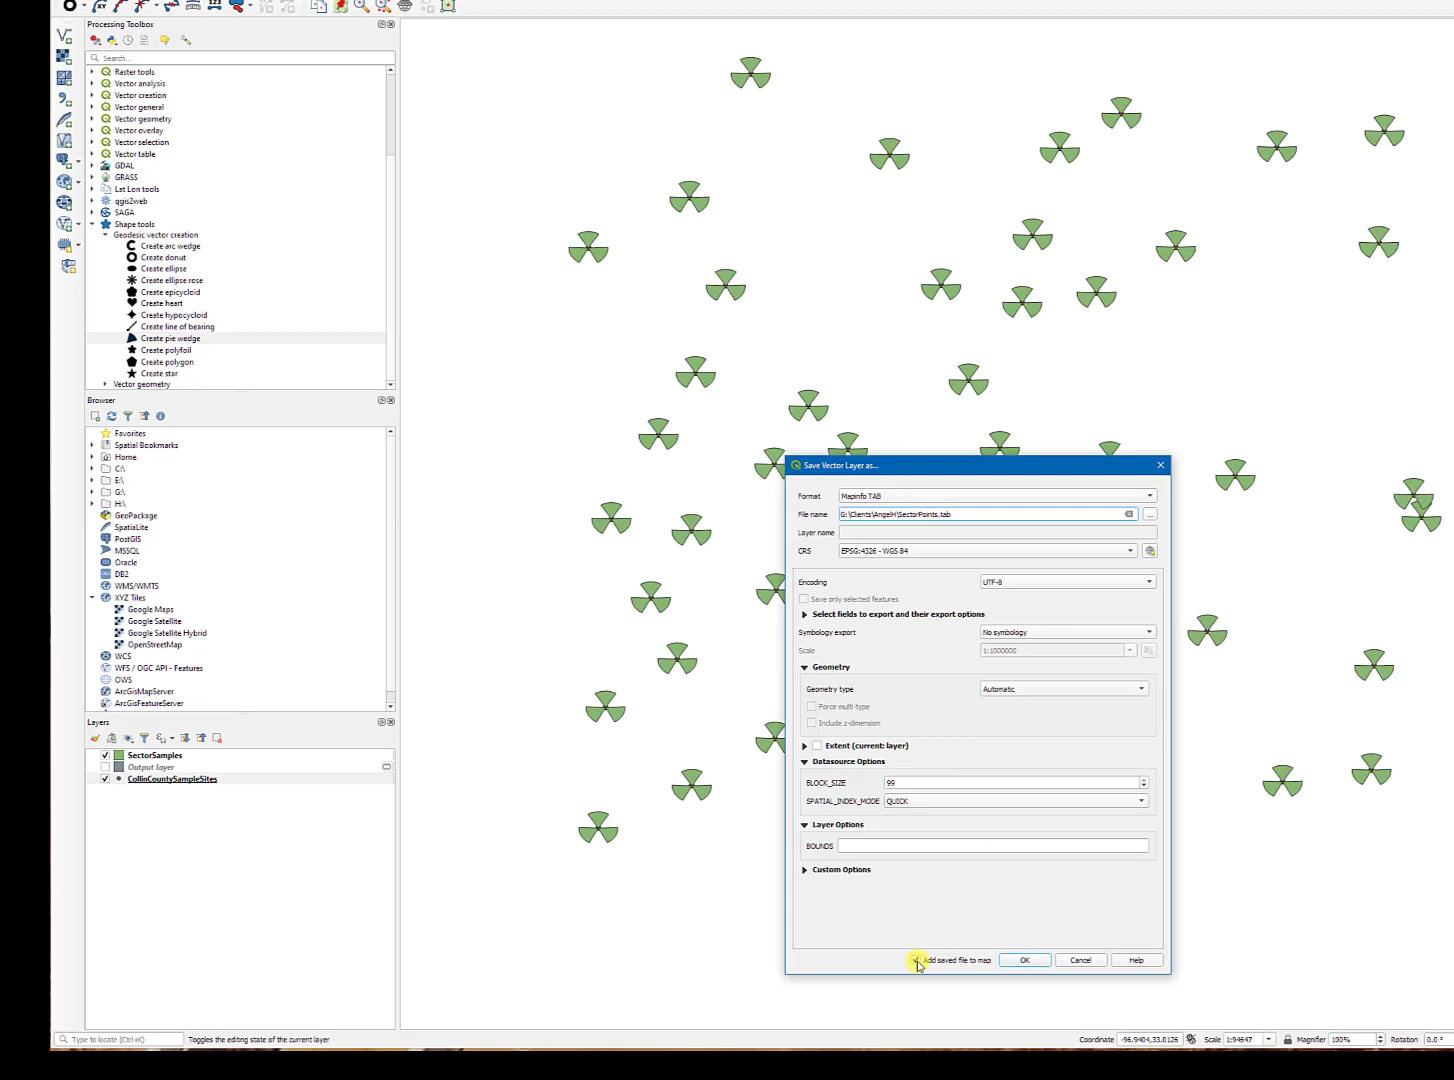 Processing Toolbox
Search...
Raster tools
Vector analysis
Vector creation
Vector general
Vector geometry
Vector overlay
Vector selection
Vector table
GDAL
GRASS
Lat Lon tools
qgis2web
SAGA
Shape tools
Geodesic vector creation
Create arc wedge
Create donut
Create ellipse
Create ellipse rose
Create epicycloid
Create heart
Create hypocycloid
Create line of bearing
Create pie wedge
Create polyfoil
Create polygon
Create star
Vector geometry
Browser
Favorites
Spatial Bookmarks
Home
C:\
E:\
G:\
H:\
GeoPackage
SpatiaLite
PostGIS
MSSQL
Oracle
DB2
WMS/WMTS
XYZ Tiles
Google Maps
Google Satellite
Google Satellite Hybrid
OpenStreetMap
WCS
WFS / OGC API - Features
OWS
ArcGisMapServer
ArcGisFeatureServer
Layers
SectorSamples
Output layer
CollinCountySampleSites
Save Vector Layer as...
Format Mapinfo TAB
File name G:\Clients\AngelH\SectorPoints.tab ...
Layer name
CRS EPSG:4326 - WGS 84
Encoding UTF-8
Save only selected features
Select fields to export and their export options
Symbology export No symbology
Scale 1:1000000
Geometry
Geometry type Automatic
Force multi-type
Include z-dimension
Extent (current: layer)
Datasource Options
BLOCK_SIZE 99
SPATIAL_INDEX_MODE QUICK
Layer Options
BOUNDS
Custom Options
Add saved file to map OK Cancel Help
Type to locate (Ctrl+K) Toggles the editing state of the current layer Coordinate -96.9404,33.0126 Scale 1:94647 Magnifier 100% Rotation 0.0 °